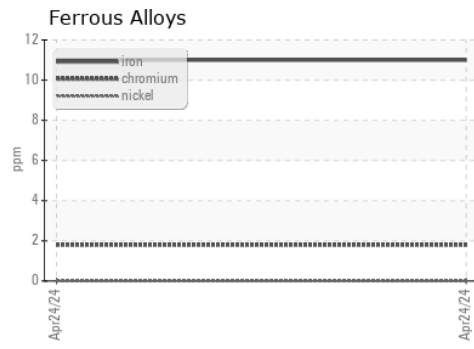 Ferrous Alloys
12
10
8
6
4
2
0
ppm
iron
chromium
nickel
Apr24/24
Apr24/24